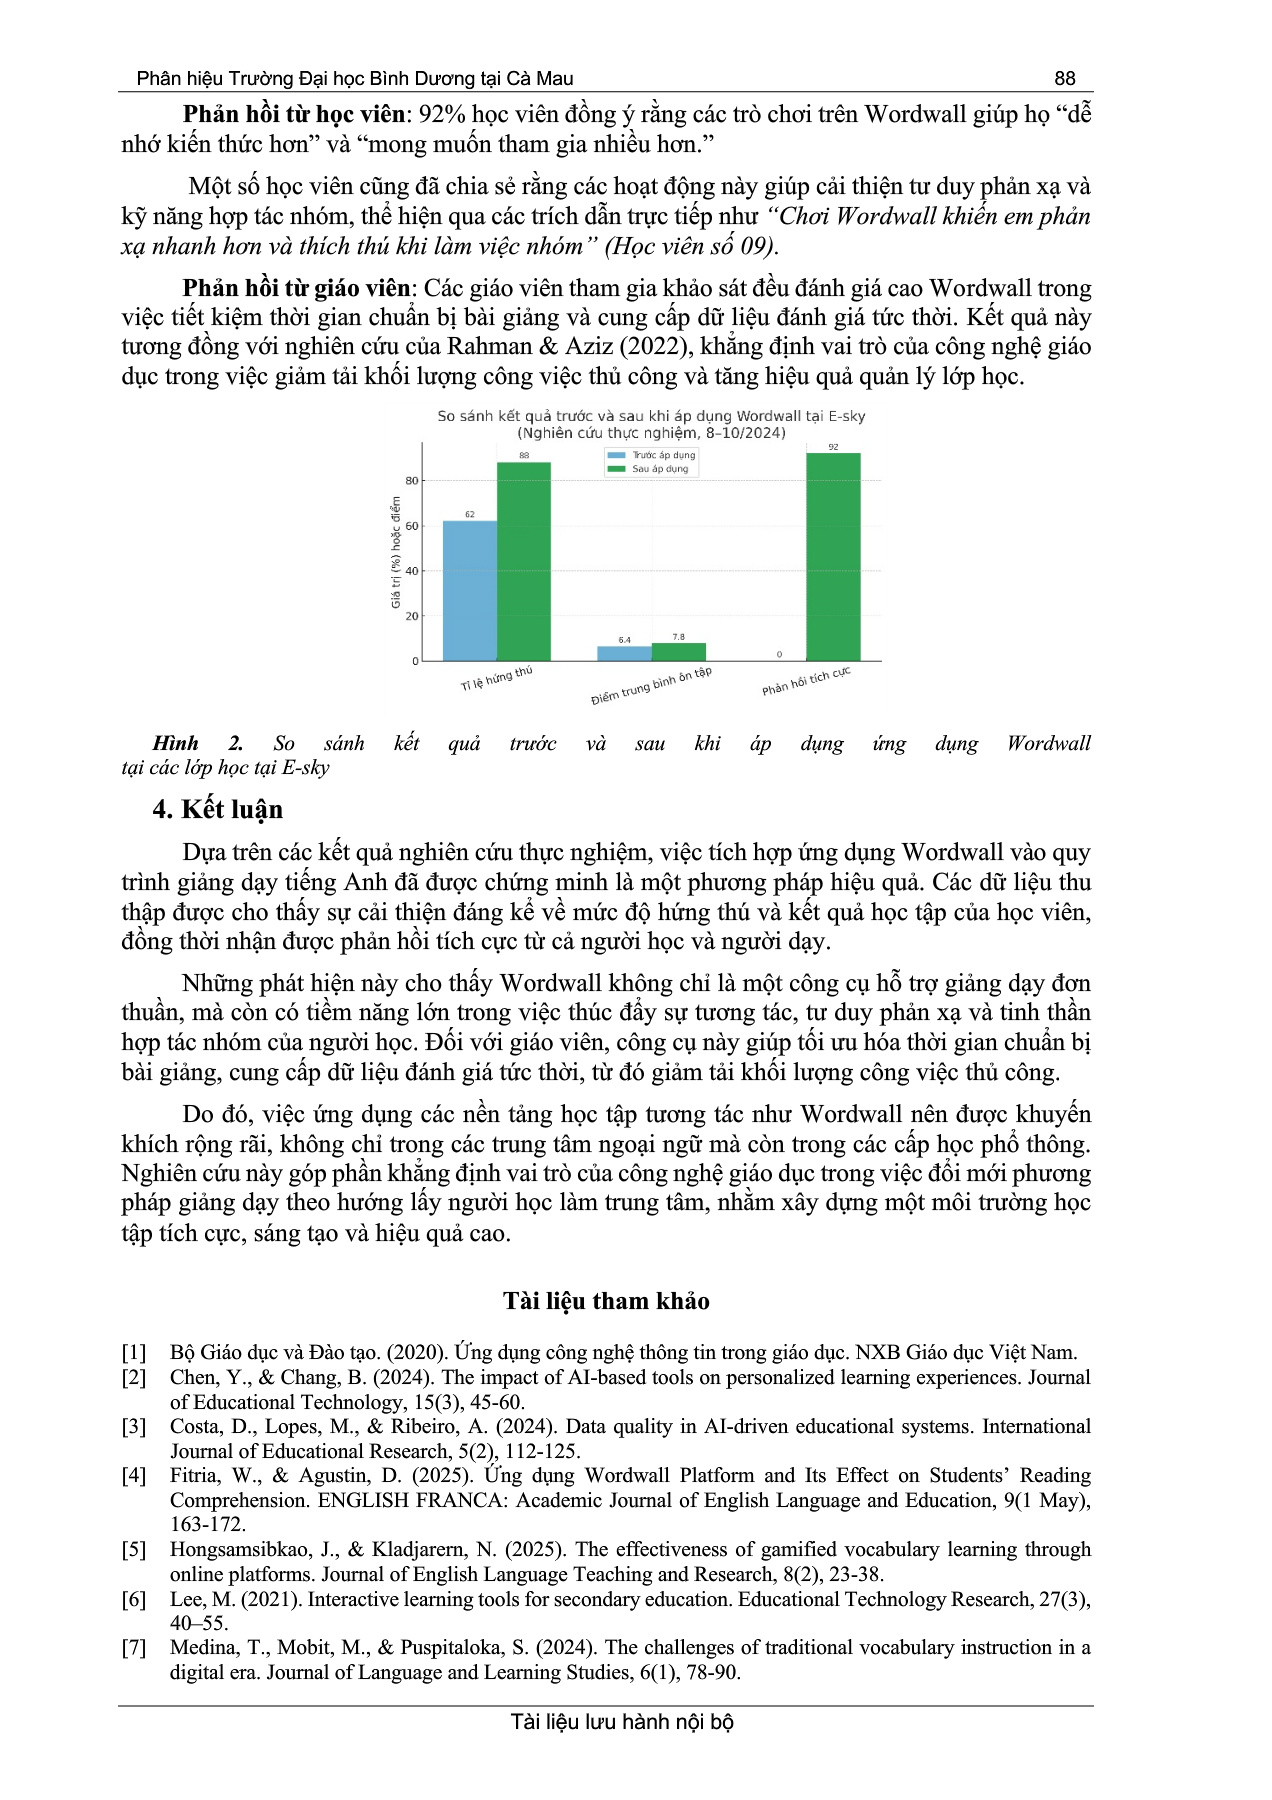 Phân hiệu Trường Đại học Bình Dương tại Cà Mau 88
Phản hồi từ học viên: 92% học viên đồng ý rằng các trò chơi trên Wordwall giúp họ “dễ
nhớ kiến thức hơn” và “mong muốn tham gia nhiều hơn.”
Một số học viên cũng đã chia sẻ rằng các hoạt động này giúp cải thiện tư duy phản xạ và
kỹ năng hợp tác nhóm, thể hiện qua các trích dẫn trực tiếp như “Chơi Wordwall khiến em phản
xạ nhanh hơn và thích thú khi làm việc nhóm” (Học viên số 09).
Phản hồi từ giáo viên: Các giáo viên tham gia khảo sát đều đánh giá cao Wordwall trong
việc tiết kiệm thời gian chuẩn bị bài giảng và cung cấp dữ liệu đánh giá tức thời. Kết quả này
tương đồng với nghiên cứu của Rahman & Aziz (2022), khẳng định vai trò của công nghệ giáo
dục trong việc giảm tải khối lượng công việc thủ công và tăng hiệu quả quản lý lớp học.
So sánh kết quả trước và sau khi áp dụng Wordwall tại E-sky
(Nghiên cứu thực nghiệm, 8–10/2024)
Trước áp dụng
Sau áp dụng
Giá trị (%) hoặc điểm
80
60
40
20
0
62
88
6.4
7.8
0
92
Tỉ lệ hứng thú
Điểm trung bình ôn tập
Phản hồi tích cực
Hình 2. So sánh kết quả trước và sau khi áp dụng ứng dụng Wordwall
tại các lớp học tại E-sky
4. Kết luận
Dựa trên các kết quả nghiên cứu thực nghiệm, việc tích hợp ứng dụng Wordwall vào quy
trình giảng dạy tiếng Anh đã được chứng minh là một phương pháp hiệu quả. Các dữ liệu thu
thập được cho thấy sự cải thiện đáng kể về mức độ hứng thú và kết quả học tập của học viên,
đồng thời nhận được phản hồi tích cực từ cả người học và người dạy.
Những phát hiện này cho thấy Wordwall không chỉ là một công cụ hỗ trợ giảng dạy đơn
thuần, mà còn có tiềm năng lớn trong việc thúc đẩy sự tương tác, tư duy phản xạ và tinh thần
hợp tác nhóm của người học. Đối với giáo viên, công cụ này giúp tối ưu hóa thời gian chuẩn bị
bài giảng, cung cấp dữ liệu đánh giá tức thời, từ đó giảm tải khối lượng công việc thủ công.
Do đó, việc ứng dụng các nền tảng học tập tương tác như Wordwall nên được khuyến
khích rộng rãi, không chỉ trong các trung tâm ngoại ngữ mà còn trong các cấp học phổ thông.
Nghiên cứu này góp phần khẳng định vai trò của công nghệ giáo dục trong việc đổi mới phương
pháp giảng dạy theo hướng lấy người học làm trung tâm, nhằm xây dựng một môi trường học
tập tích cực, sáng tạo và hiệu quả cao.
Tài liệu tham khảo
[1] Bộ Giáo dục và Đào tạo. (2020). Ứng dụng công nghệ thông tin trong giáo dục. NXB Giáo dục Việt Nam.
[2] Chen, Y., & Chang, B. (2024). The impact of AI-based tools on personalized learning experiences. Journal
of Educational Technology, 15(3), 45-60.
[3] Costa, D., Lopes, M., & Ribeiro, A. (2024). Data quality in AI-driven educational systems. International
Journal of Educational Research, 5(2), 112-125.
[4] Fitria, W., & Agustin, D. (2025). Ứng dụng Wordwall Platform and Its Effect on Students’ Reading
Comprehension. ENGLISH FRANCA: Academic Journal of English Language and Education, 9(1 May),
163-172.
[5] Hongsamsibkao, J., & Kladjarern, N. (2025). The effectiveness of gamified vocabulary learning through
online platforms. Journal of English Language Teaching and Research, 8(2), 23-38.
[6] Lee, M. (2021). Interactive learning tools for secondary education. Educational Technology Research, 27(3),
40–55.
[7] Medina, T., Mobit, M., & Puspitaloka, S. (2024). The challenges of traditional vocabulary instruction in a
digital era. Journal of Language and Learning Studies, 6(1), 78-90.
Tài liệu lưu hành nội bộ